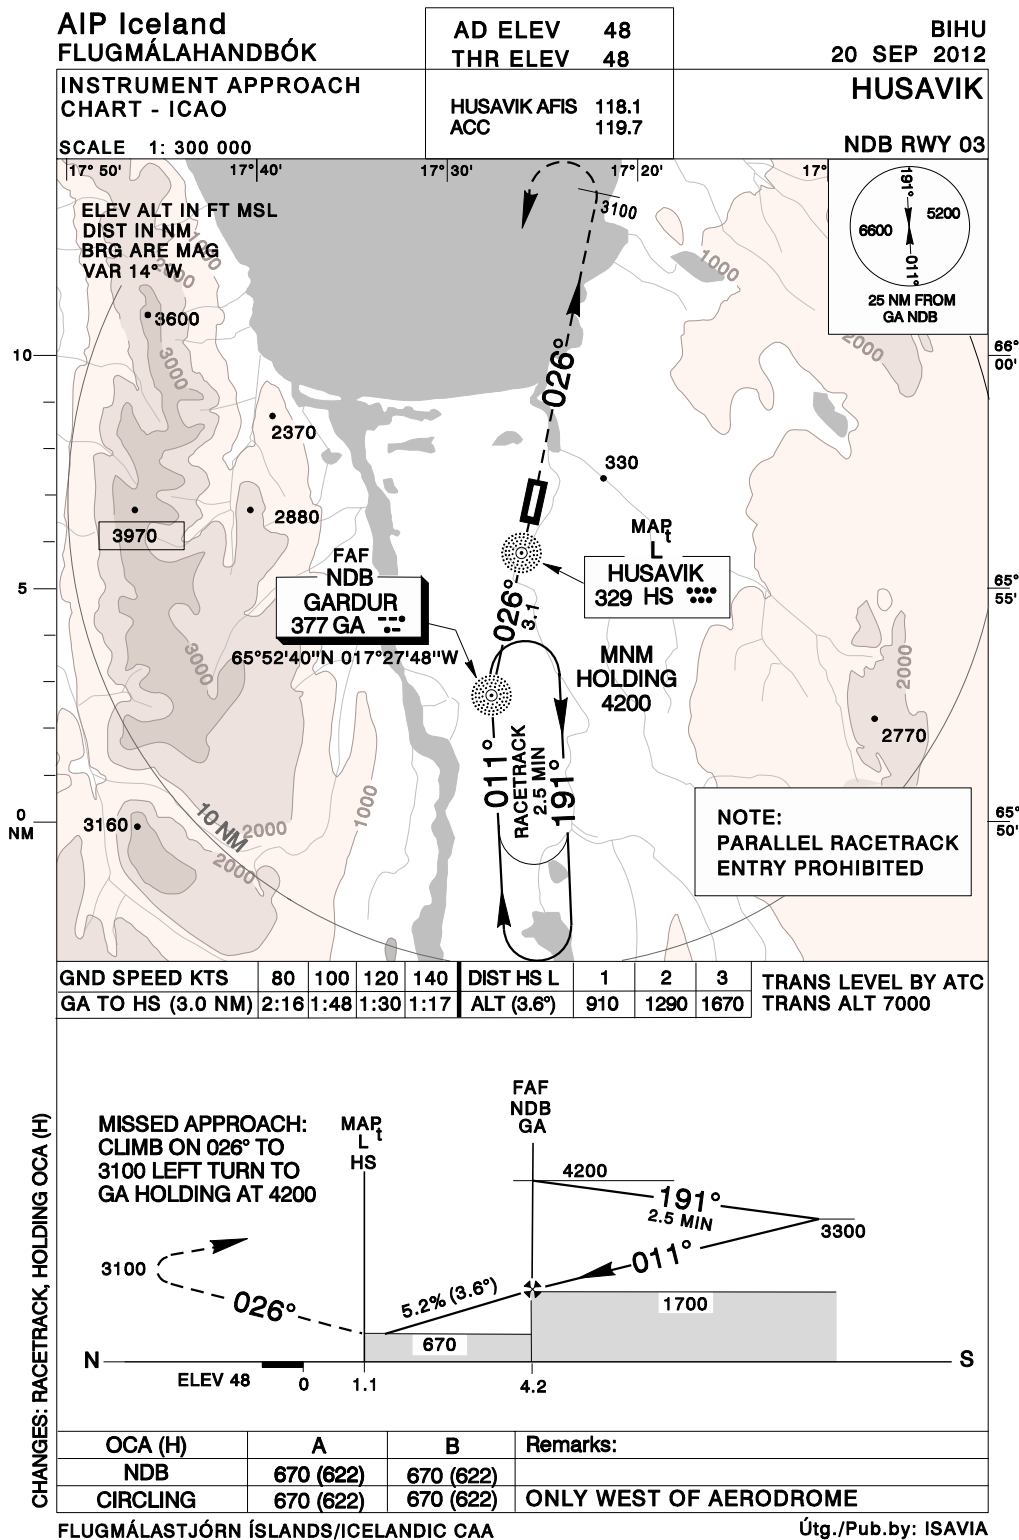 AIP Iceland
FLUGMÁLAHANDBÓK
AD ELEV 48
THR ELEV 48
BIHU
20 SEP 2012
INSTRUMENT APPROACH
CHART - ICAO
HUSAVIK AFIS 118.1
ACC 119.7
HUSAVIK
SCALE 1: 300 000
NDB RWY 03
17° 50'
17° 40'
17° 30'
17° 20'
17°
ELEV ALT IN FT MSL
DIST IN NM
BRG ARE MAG
VAR 14° W
1000
2000
3100
191°
5200
6600
011°
25 NM FROM
GA NDB
1000
3600
3000
2000
10
66°
00'
026°
2370
330
2880
3970
MAPt
L
HUSAVIK
329 HS
FAF
NDB
GARDUR
377 GA
5
65°
55'
026°
3.1
65°52'40"N 017°27'48"W
MNM
HOLDING
4200
3000
2000
2770
011°
RACETRACK
2.5 MIN
191°
1000
0
NM
65°
50'
3160
10 NM
2000
2000
NOTE:
PARALLEL RACETRACK
ENTRY PROHIBITED
GND SPEED KTS 80 100 120 140 DIST HS L 1 2 3 TRANS LEVEL BY ATC
GA TO HS (3.0 NM) 2:16 1:48 1:30 1:17 ALT (3.6°) 910 1290 1670 TRANS ALT 7000
FAF
NDB
GA
MISSED APPROACH:
CLIMB ON 026° TO
3100 LEFT TURN TO
GA HOLDING AT 4200
MAPt
L
HS
4200
191°
2.5 MIN
3300
011°
3100
026°
5.2% (3.6°)
1700
670
N
S
ELEV 48
0
1.1
4.2
CHANGES: RACETRACK, HOLDING OCA (H)
OCA (H) A B Remarks:
NDB 670 (622) 670 (622)
CIRCLING 670 (622) 670 (622) ONLY WEST OF AERODROME
FLUGMÁLASTJÓRN ÍSLANDS/ICELANDIC CAA
Útg./Pub.by: ISAVIA